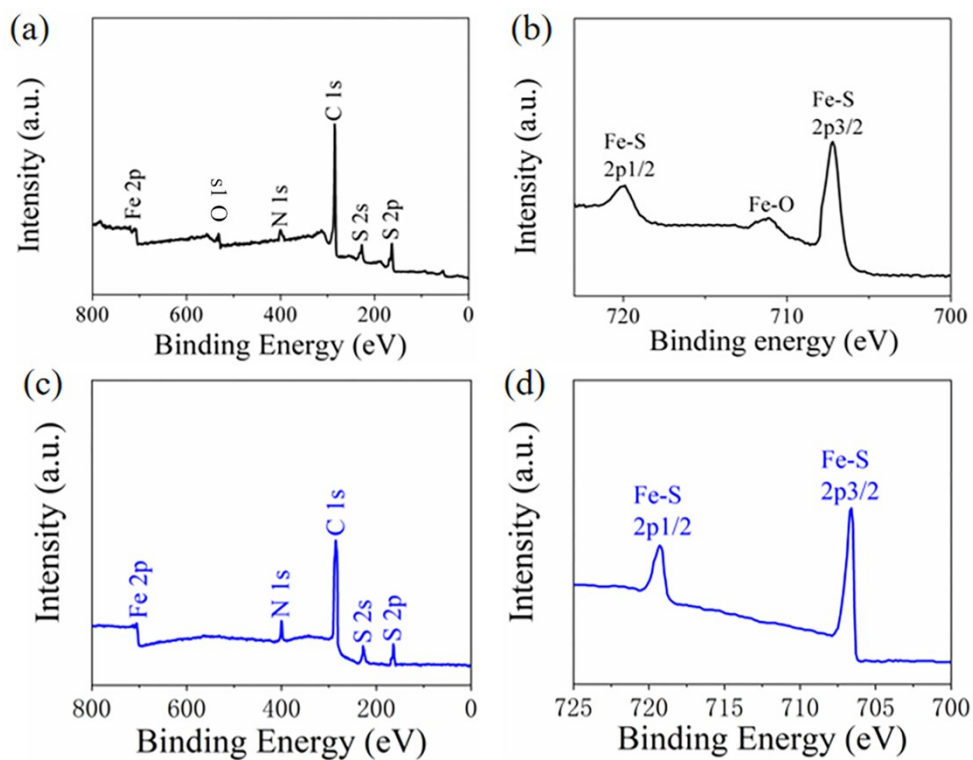 (a)
Intensity (a.u.)
Fe 2p
O 1s
N 1s
C 1s
S 2s
S 2p
800 600 400 200 0
Binding Energy (eV)
(b)
Intensity (a.u.)
Fe-S
2p1/2
Fe-O
Fe-S
2p3/2
720 710 700
Binding energy (eV)
(c)
Intensity (a.u.)
Fe 2p
N 1s
C 1s
S 2s
S 2p
800 600 400 200 0
Binding Energy (eV)
(d)
Intensity (a.u.)
Fe-S
2p1/2
Fe-S
2p3/2
725 720 715 710 705 700
Binding Energy (eV)